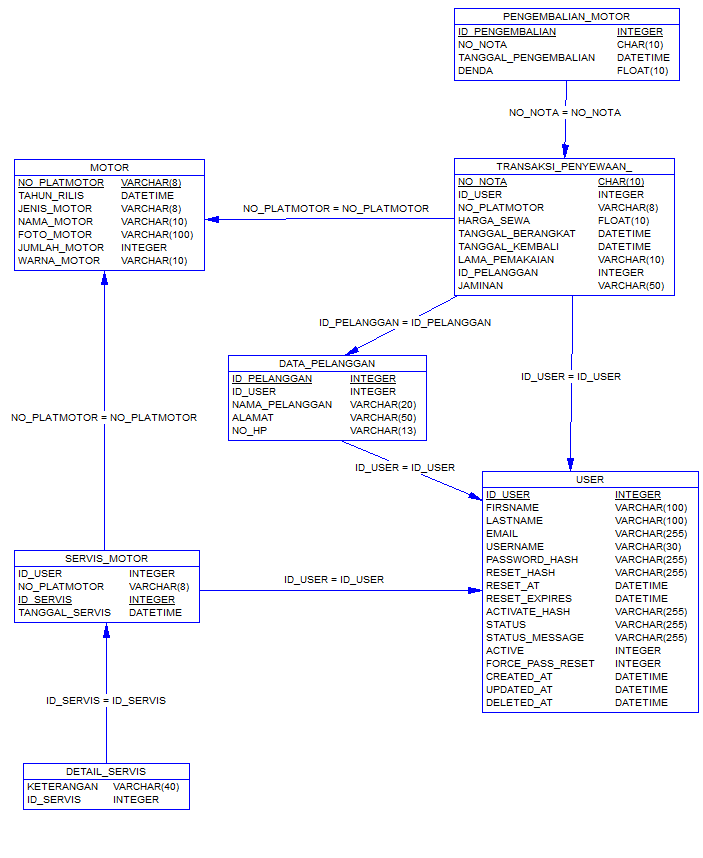 PENGEMBALIAN_MOTOR
ID_PENGEMBALIAN INTEGER
NO_NOTA CHAR(10)
TANGGAL_PENGEMBALIAN DATETIME
DENDA FLOAT(10)
NO_NOTA = NO_NOTA
TRANSAKSI_PENYEWAAN_
NO_NOTA CHAR(10)
ID_USER INTEGER
NO_PLATMOTOR VARCHAR(8)
HARGA_SEWA FLOAT(10)
TANGGAL_BERANGKAT DATETIME
TANGGAL_KEMBALI DATETIME
LAMA_PEMAKAIAN VARCHAR(10)
ID_PELANGGAN INTEGER
JAMINAN VARCHAR(50)
MOTOR
NO_PLATMOTOR VARCHAR(8)
TAHUN_RILIS DATETIME
JENIS_MOTOR VARCHAR(8)
NAMA_MOTOR VARCHAR(10)
FOTO_MOTOR VARCHAR(100)
JUMLAH_MOTOR INTEGER
WARNA_MOTOR VARCHAR(10)
NO_PLATMOTOR = NO_PLATMOTOR
ID_PELANGGAN = ID_PELANGGAN
DATA_PELANGGAN
ID_PELANGGAN INTEGER
ID_USER INTEGER
NAMA_PELANGGAN VARCHAR(20)
ALAMAT VARCHAR(50)
NO_HP VARCHAR(13)
ID_USER = ID_USER
NO_PLATMOTOR = NO_PLATMOTOR
ID_USER = ID_USER
USER
ID_USER INTEGER
FIRSNAME VARCHAR(100)
LASTNAME VARCHAR(100)
EMAIL VARCHAR(255)
USERNAME VARCHAR(30)
PASSWORD_HASH VARCHAR(255)
RESET_HASH VARCHAR(255)
RESET_AT DATETIME
RESET_EXPIRES DATETIME
ACTIVATE_HASH VARCHAR(255)
STATUS VARCHAR(255)
STATUS_MESSAGE VARCHAR(255)
ACTIVE INTEGER
FORCE_PASS_RESET INTEGER
CREATED_AT DATETIME
UPDATED_AT DATETIME
DELETED_AT DATETIME
SERVIS_MOTOR
ID_USER INTEGER
NO_PLATMOTOR VARCHAR(8)
ID_SERVIS INTEGER
TANGGAL_SERVIS DATETIME
ID_USER = ID_USER
ID_SERVIS = ID_SERVIS
DETAIL_SERVIS
KETERANGAN VARCHAR(40)
ID_SERVIS INTEGER